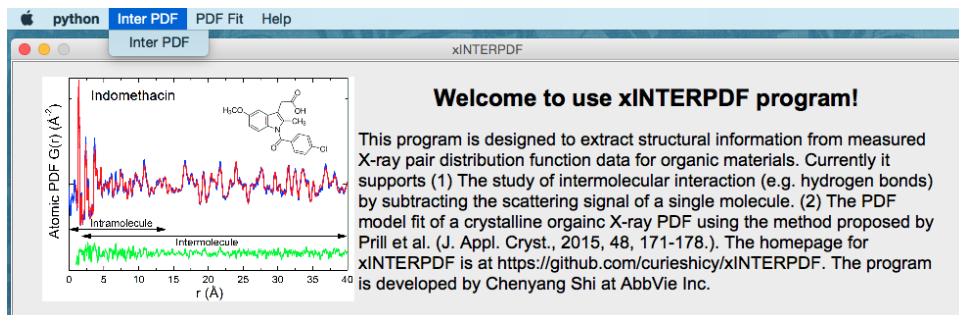 python Inter PDF PDF Fit Help
Inter PDF
xINTERPDF
Indomethacin
O
OH
H₃CO
CH₃
N
O
Cl
Atomic PDF G(r) (Å⁻²)
Intramolecule
Intermolecule
0 5 10 15 20 25 30 35 40
r (Å)
Welcome to use xINTERPDF program!
This program is designed to extract structural information from measured
X-ray pair distribution function data for organic materials. Currently it
supports (1) The study of intermolecular interaction (e.g. hydrogen bonds)
by subtracting the scattering signal of a single molecule. (2) The PDF
model fit of a crystalline orgainc X-ray PDF using the method proposed by
Prill et al. (J. Appl. Cryst., 2015, 48, 171-178.). The homepage for
xINTERPDF is at https://github.com/curieshicy/xINTERPDF. The program
is developed by Chenyang Shi at AbbVie Inc.